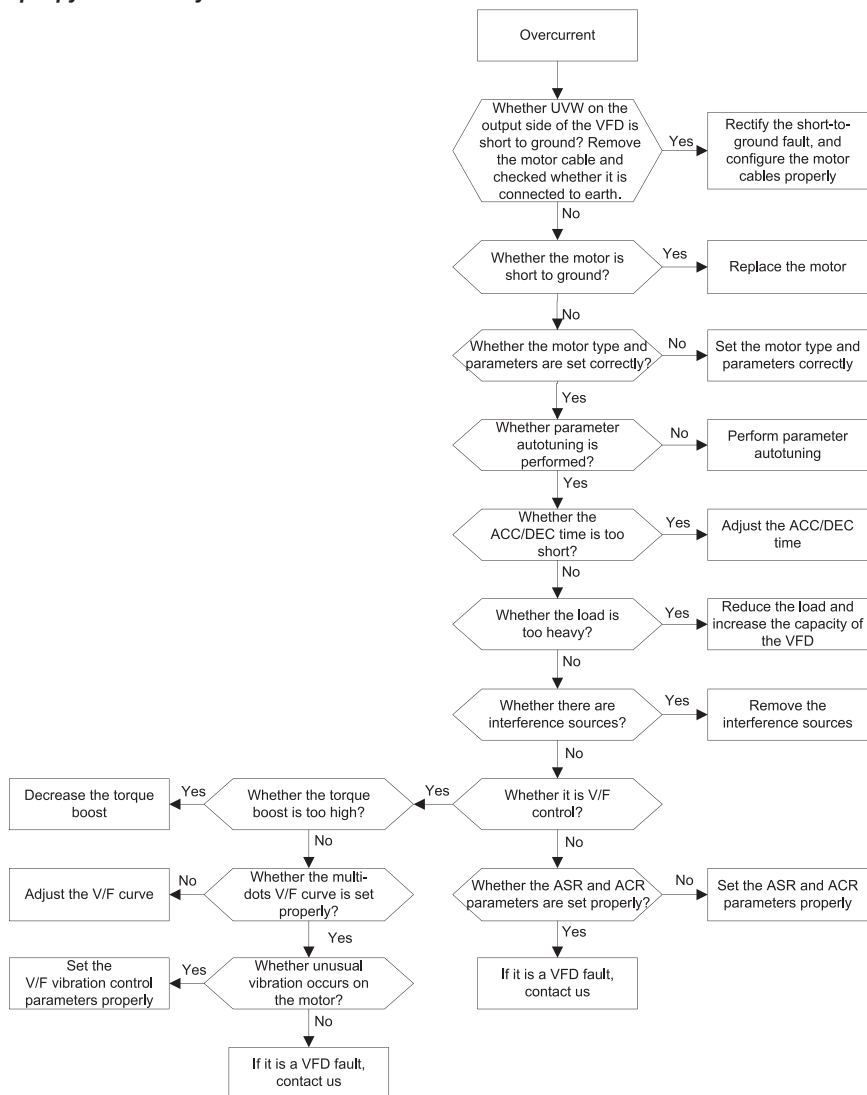 Overcurrent
Whether UVW on the
output side of the VFD is
short to ground? Remove
the motor cable and
checked whether it is
connected to earth.
Yes
Rectify the short-to-
ground fault, and
configure the motor
cables properly
No
Whether the motor is
short to ground?
Yes
Replace the motor
No
Whether the motor type and
parameters are set correctly?
No
Set the motor type and
parameters correctly
Yes
Whether parameter
autotuning is
performed?
No
Perform parameter
autotuning
Yes
Whether the
ACC/DEC time is too
short?
Yes
Adjust the ACC/DEC
time
No
Whether the load is
too heavy?
Yes
Reduce the load and
increase the capacity of
the VFD
No
Whether there are
interference sources?
Yes
Remove the
interference sources
No
Whether it is V/F
control?
Yes
Whether the torque
boost is too high?
Yes
Decrease the torque
boost
No
Whether the multi-
dots V/F curve is set
properly?
No
Adjust the V/F curve
Yes
Whether unusual
vibration occurs on
the motor?
Yes
Set the
V/F vibration control
parameters properly
No
If it is a VFD fault,
contact us
No
Whether the ASR and ACR
parameters are set properly?
No
Set the ASR and ACR
parameters properly
Yes
If it is a VFD fault,
contact us